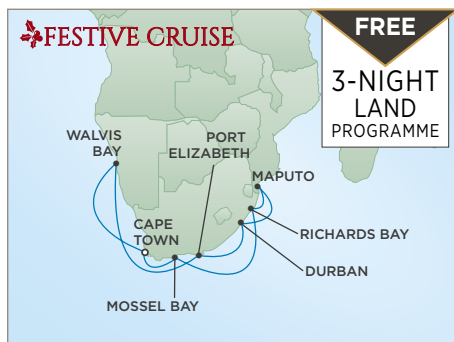 FESTIVE CRUISE
FREE
3-NIGHT
LAND
PROGRAMME
WALVIS
BAY
PORT
ELIZABETH
MAPUTO
CAPE
TOWN
RICHARDS BAY
DURBAN
MOSSEL BAY